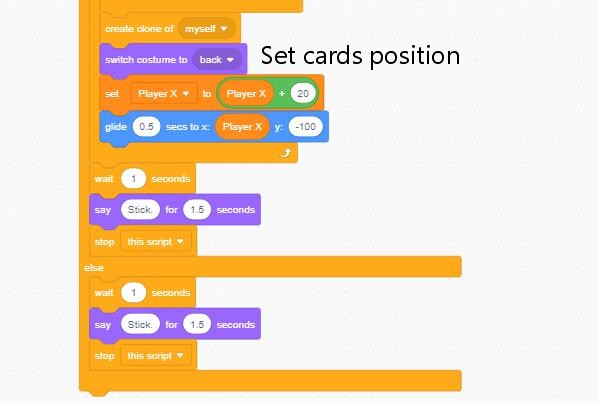 create clone of myself
switch costume to back Set cards position
set Player X to Player X + 20
glide 0.5 secs to x: Player X y: -100
wait 1 seconds
say Stick. for 1.5 seconds
stop this script
else
wait 1 seconds
say Stick. for 1.5 seconds
stop this script